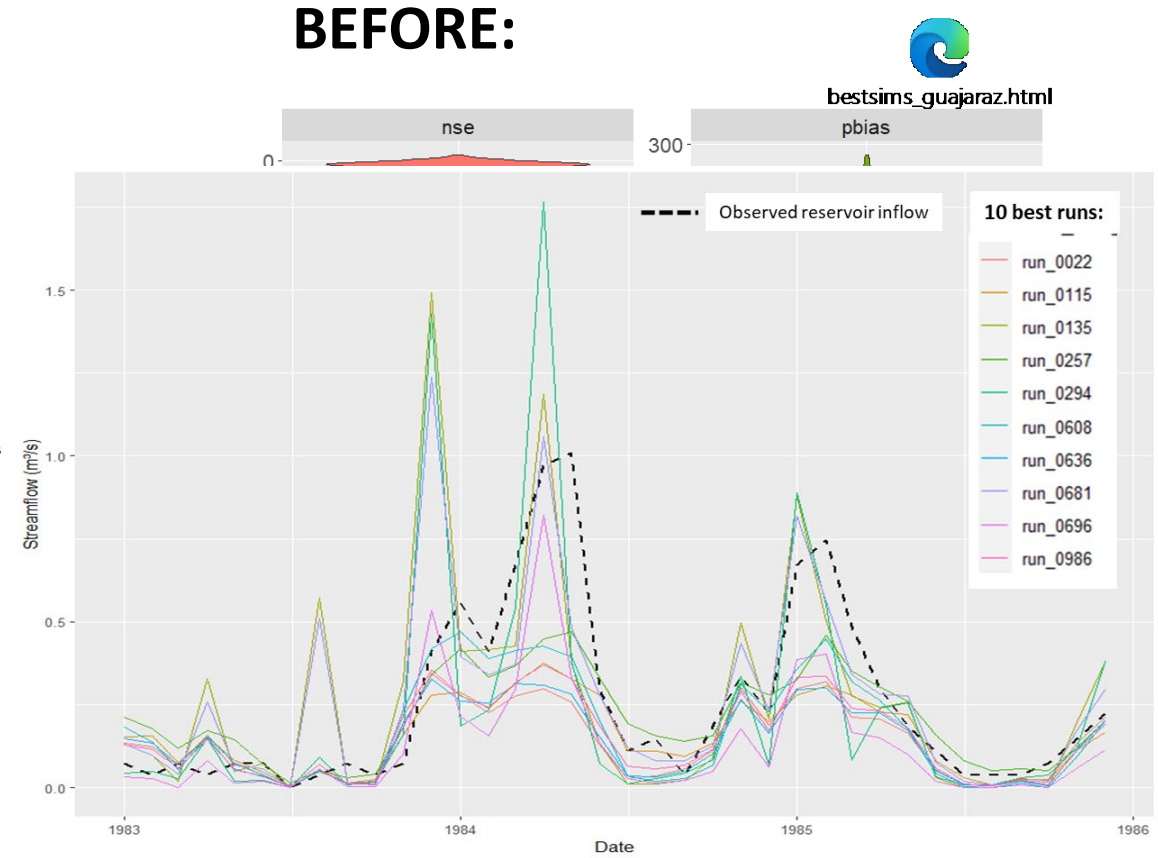 BEFORE:
bestsims_guajaraz.html
nse
pbias
0
300
Observed reservoir inflow
10 best runs:
run_0022
run_0115
run_0135
run_0257
run_0294
run_0608
run_0636
run_0681
run_0696
run_0986
1.5
1.0
0.5
0.0
Streamflow (m³/s)
1983
1984
1985
1986
Date